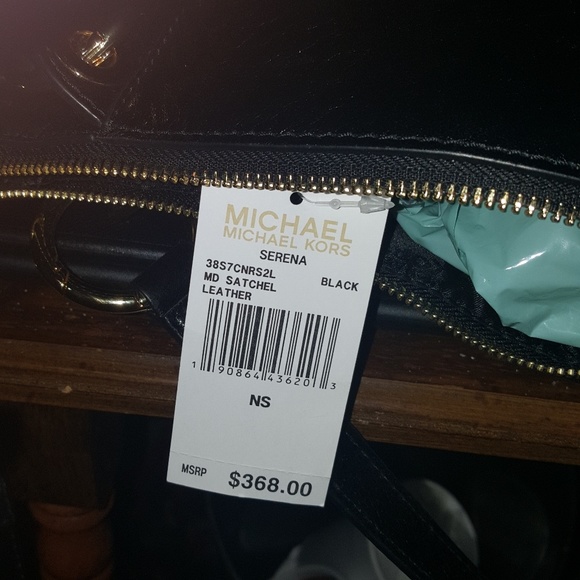 MICHAEL
MICHAEL KORS
SERENA
38S7CNRS2L
MD SATCHEL BLACK
LEATHER
1 90864 43620 3
NS
MSRP $368.00